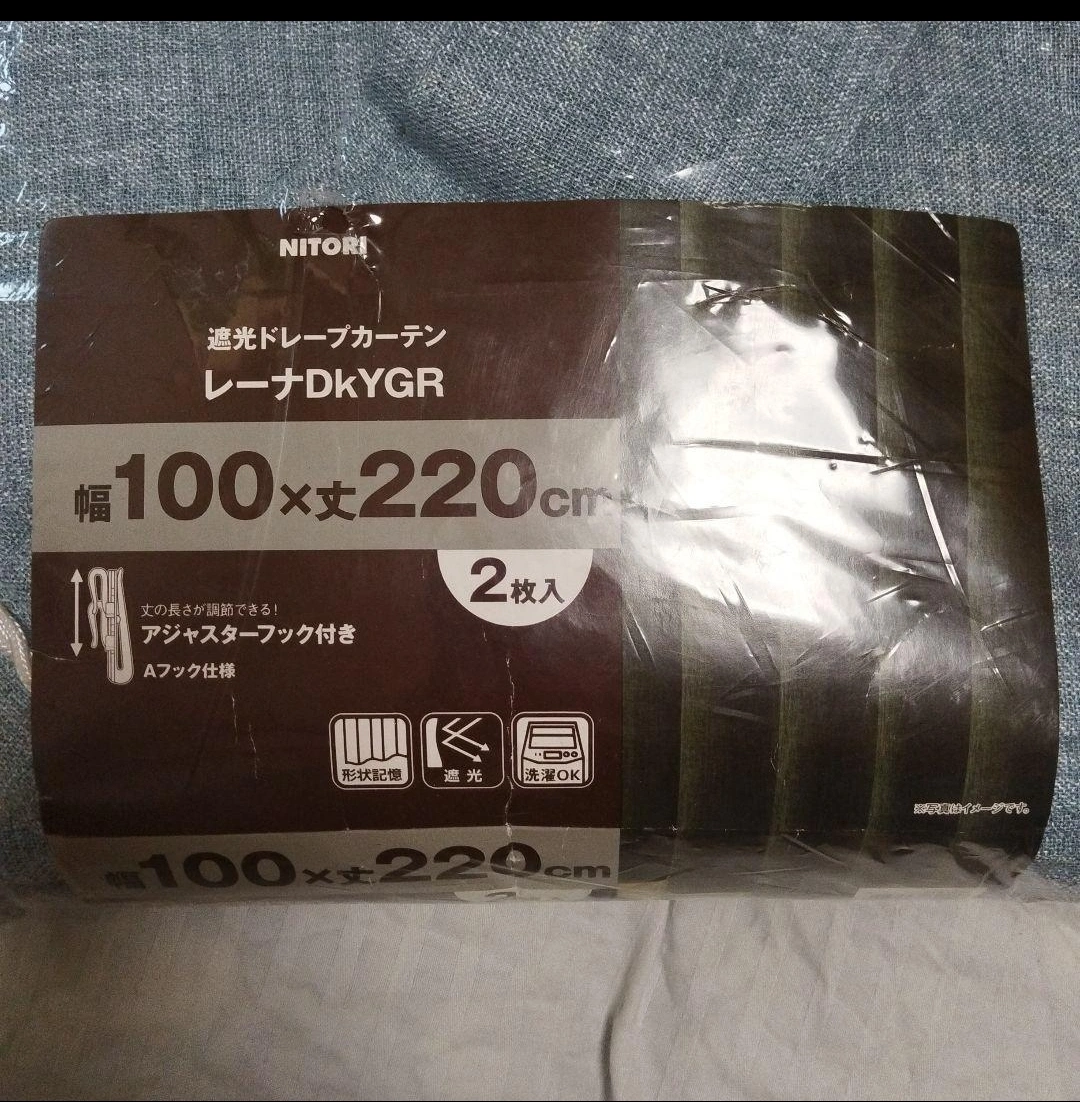 NITORI
遮光ドレープカーテン
レーナDkYGR
幅100×丈220cm
2枚入
丈の長さが調節できる!
アジャスターフック付き
Aフック仕様
形状記憶
遮光
洗濯OK
※写真はイメージです。
幅100×丈220cm